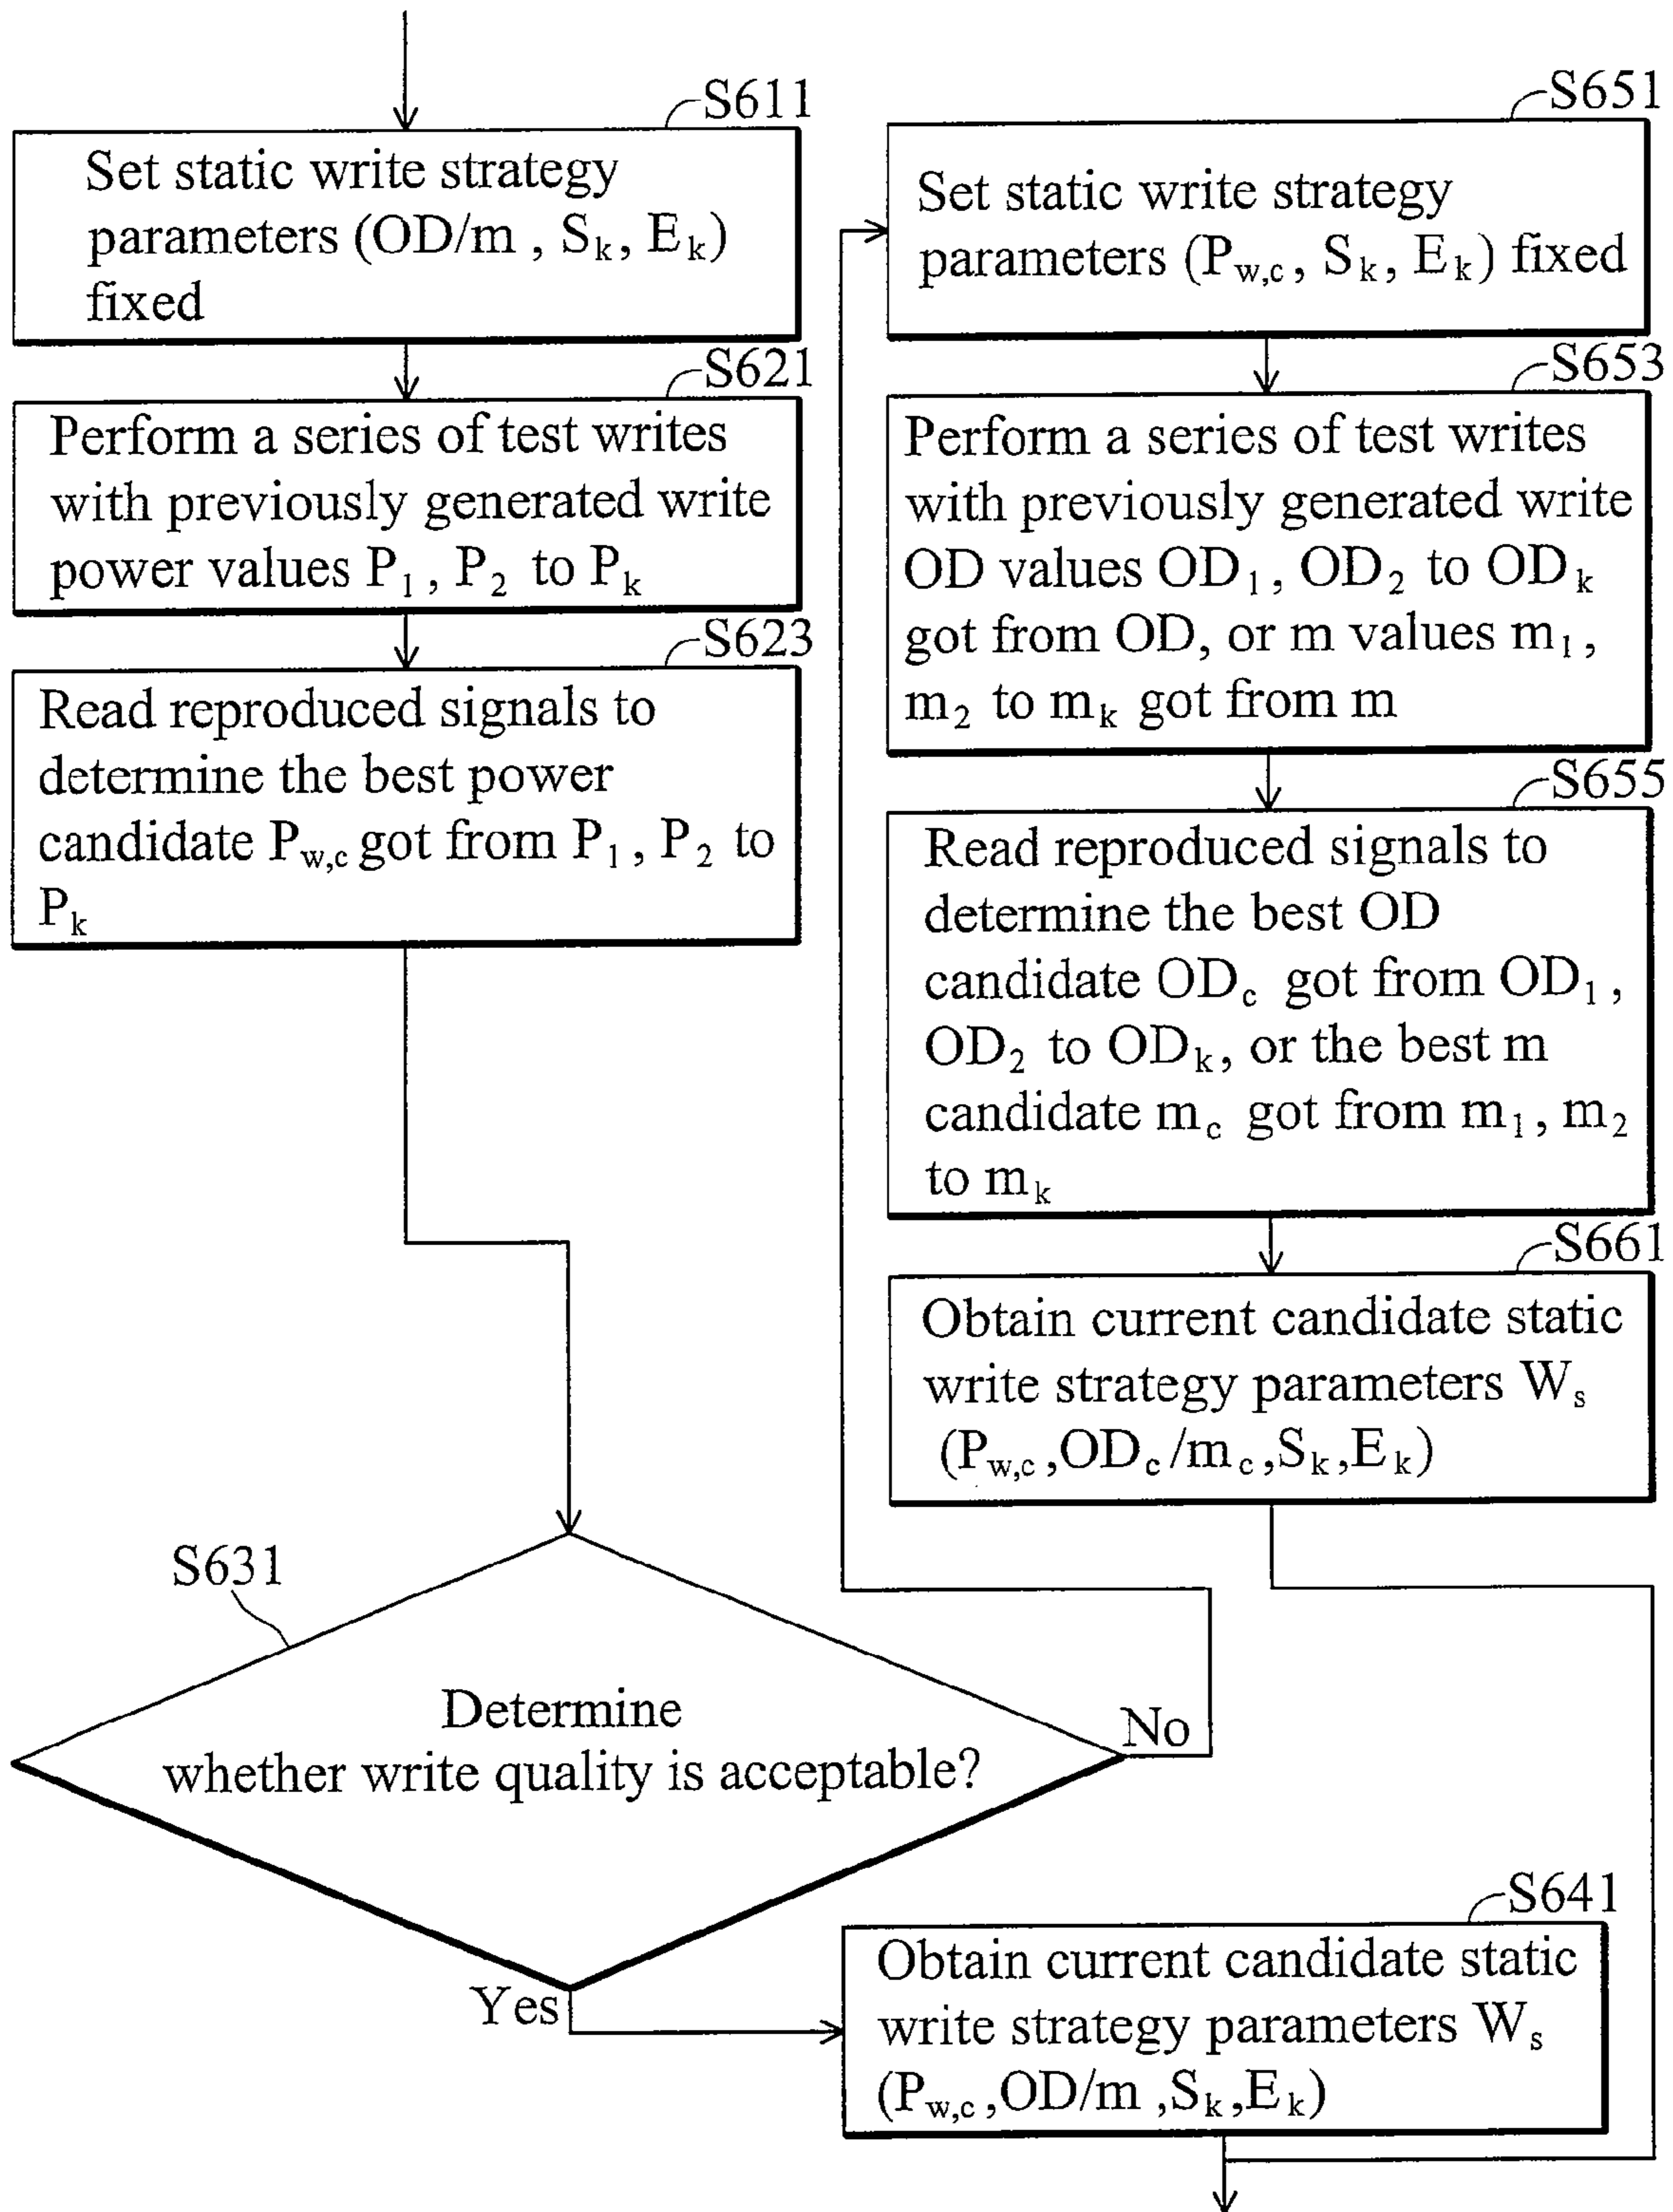 S611
Set static write strategy
parameters (OD/m , Sk, Ek)
fixed
S621
Perform a series of test writes
with previously generated write
power values P1, P2 to Pk
S623
Read reproduced signals to
determine the best power
candidate Pw,c got from P1, P2 to
Pk
S631
Determine
whether write quality is acceptable?
No
Yes
S651
Set static write strategy
parameters (Pw,c, Sk, Ek) fixed
S653
Perform a series of test writes
with previously generated write
OD values OD1, OD2 to ODk
got from OD, or m values m1,
m2 to mk got from m
S655
Read reproduced signals to
determine the best OD
candidate ODc got from OD1,
OD2 to ODk, or the best m
candidate mc got from m1, m2
to mk
S661
Obtain current candidate static
write strategy parameters Ws
(Pw,c,ODc/mc,Sk,Ek)
S641
Obtain current candidate static
write strategy parameters Ws
(Pw,c,OD/m ,Sk,Ek)